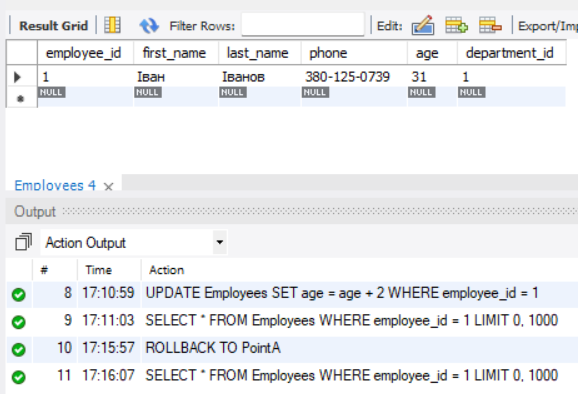 Result Grid Filter Rows: Edit: Export/Imp
employee_id first_name last_name phone age department_id
1 Іван Іванов 380-125-0739 31 1
NULL NULL NULL NULL NULL NULL
Employees 4
Output
Action Output
# Time Action
8 17:10:59 UPDATE Employees SET age = age + 2 WHERE employee_id = 1
9 17:11:03 SELECT * FROM Employees WHERE employee_id = 1 LIMIT 0, 1000
10 17:15:57 ROLLBACK TO PointA
11 17:16:07 SELECT * FROM Employees WHERE employee_id = 1 LIMIT 0, 1000